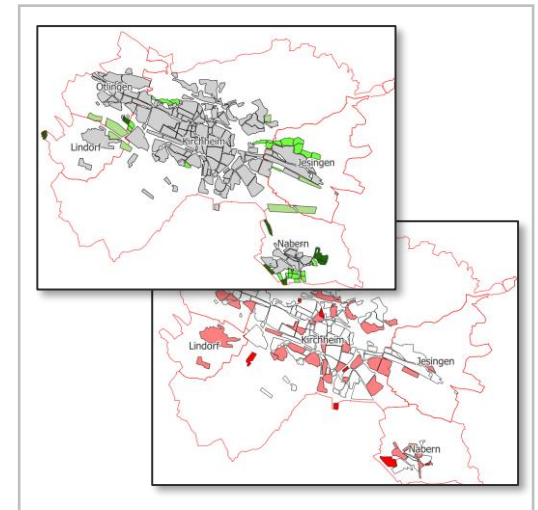 Ötlingen
Kirchheim
Lindorf
Jesingen
Nabern
Kirchheim
Lindorf
Jesingen
Nabern